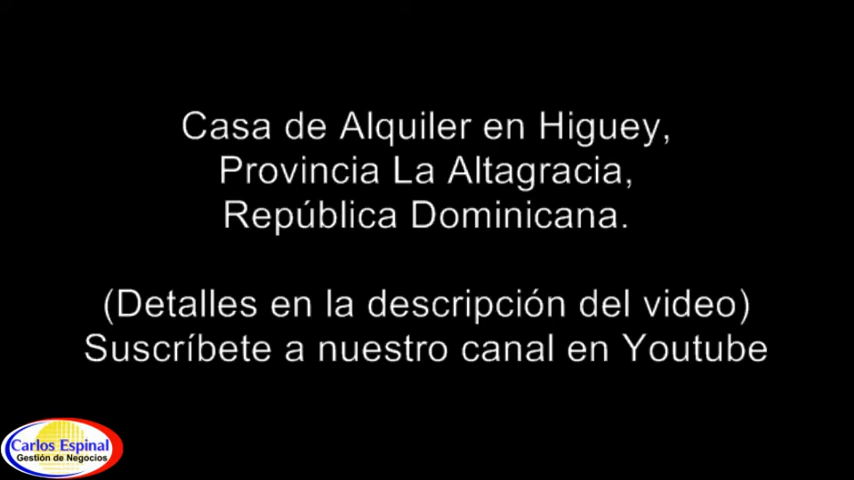 Casa de Alquiler en Higuey,
Provincia La Altagracia,
República Dominicana.
(Detalles en la descripción del video)
Suscríbete a nuestro canal en Youtube
Carlos Espinal
Gestión de Negocios